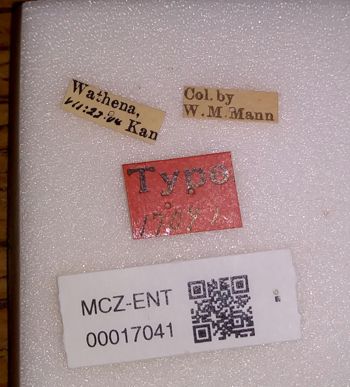 Wathena,
Kan
Col. by
W. M. Mann
Type
MCZ-ENT
00017041